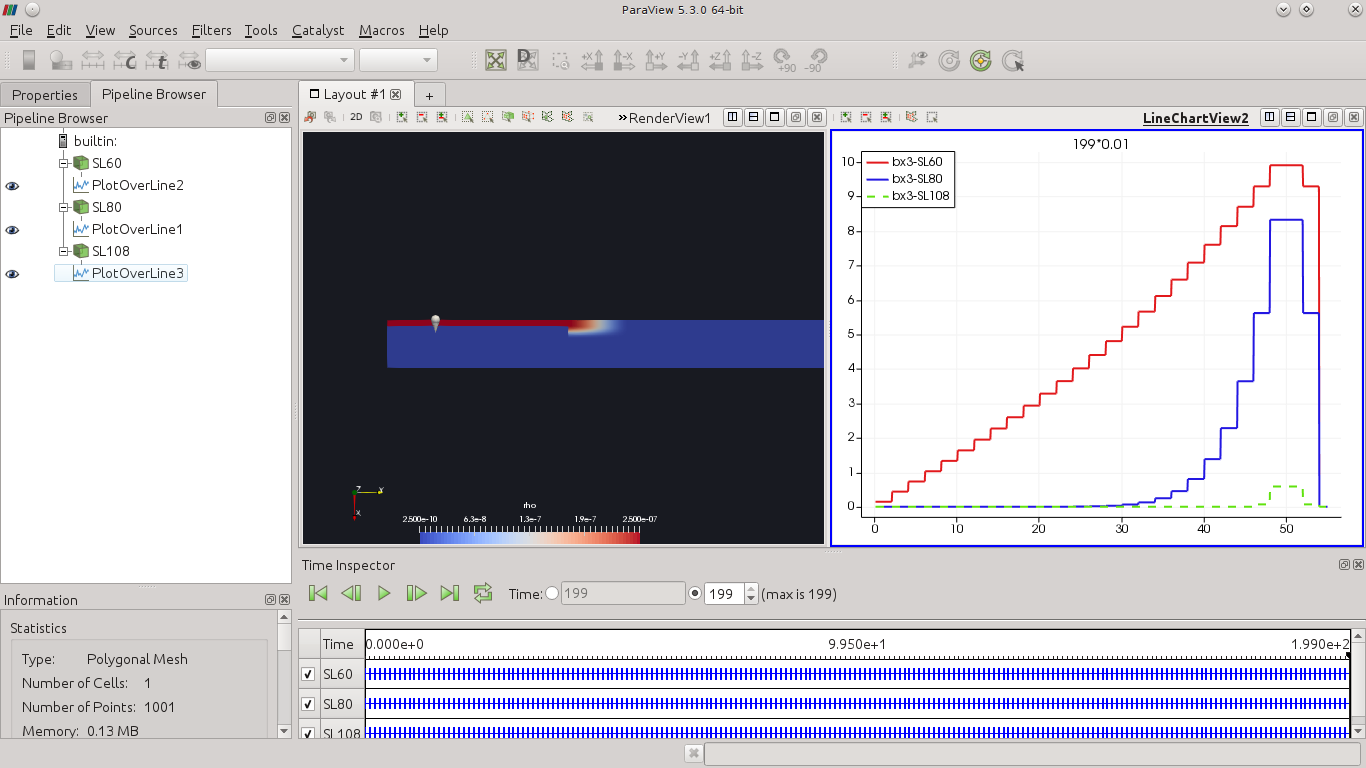 ParaView 5.3.0 64-bit
File Edit View Sources Filters Tools Catalyst Macros Help
D +X -X +Y -Y +Z -Z +90 -90
C t
Properties Pipeline Browser
Layout #1 +
Pipeline Browser
2D » RenderView1
LineChartView2
builtin:
SL60
PlotOverLine2
SL80
PlotOverLine1
SL108
PlotOverLine3
Z Y
X
rho
2.500e-10 6.3e-8 1.3e-7 1.9e-7 2.500e-07
199*0.01
bx3-SL60
bx3-SL80
bx3-SL108
10
9
8
7
6
5
4
3
2
1
0
0 10 20 30 40 50
Time Inspector
Time: 199 199 (max is 199)
Time 0.000e+0 9.950e+1 1.990e+2
SL60
SL80
SL108
Information
Statistics
Type: Polygonal Mesh
Number of Cells: 1
Number of Points: 1001
Memory: 0.13 MB